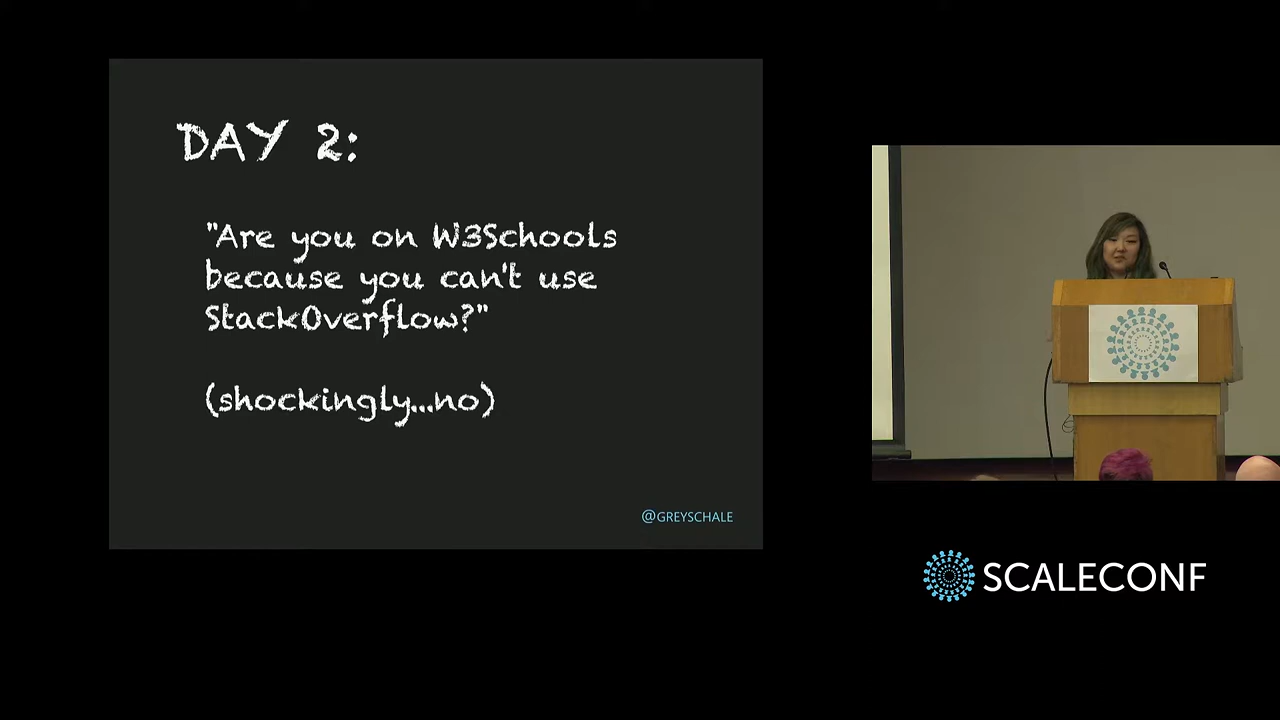 DAY 2:
"Are you on W3Schools
because you can't use
StackOverflow?"
(shockingly...no)
@GREYSCHALE
SCALECONF